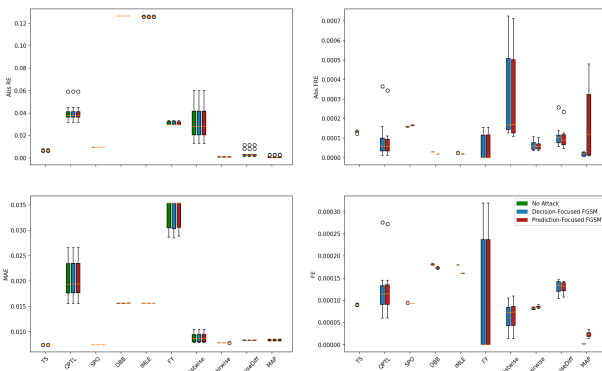 Abs RE
0.12
0.10
0.08
0.06
0.04
0.02
0.00
Abs FRE
0.0007
0.0006
0.0005
0.0004
0.0003
0.0002
0.0001
0.0000
MAE
0.035
0.030
0.025
0.020
0.015
0.010
TS
QPTL
SPO
DBB
IMLE
FY
MAP
FE
0.00030
0.00025
0.00020
0.00015
0.00010
0.00005
0.00000
No Attack
Decision-Focused FGSM
Prediction-Focused FGSM
TS
QPTL
SPO
DBB
IMLE
FY
MAP